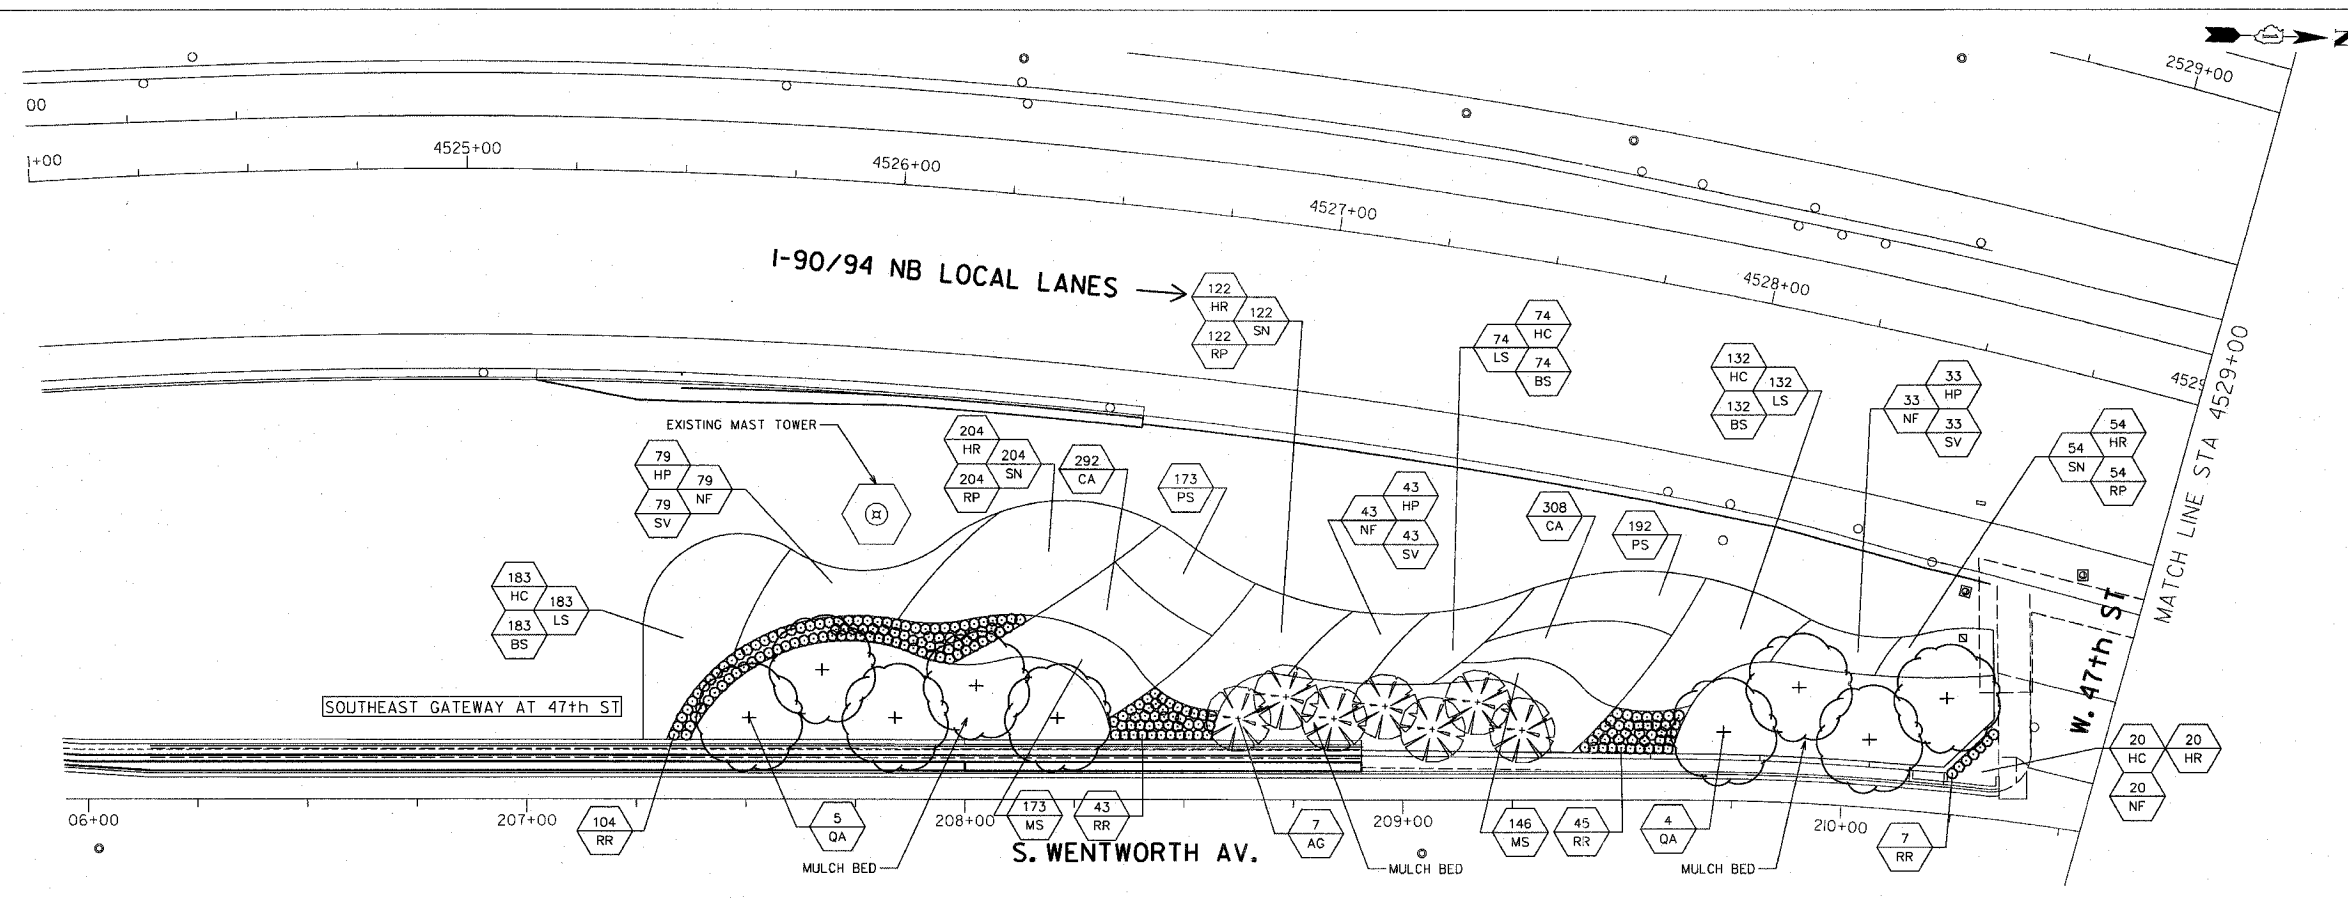 N
2529+00
00
1+00
4525+00
4526+00
4527+00
4528+00
452
MATCH LINE STA 4529+00
I-90/94 NB LOCAL LANES
122
HR
122
SN
122
RP
74
HC
74
LS
74
BS
132
HC
132
LS
132
BS
33
HP
33
NF
33
SV
54
HR
54
SN
54
RP
EXISTING MAST TOWER
79
HP
79
NF
79
SV
204
HR
204
SN
204
RP
292
CA
173
PS
43
HP
43
NF
43
SV
308
CA
192
PS
183
HC
183
LS
183
BS
W. 47th ST
SOUTHEAST GATEWAY AT 47th ST
20
HC
20
HR
20
NF
06+00
207+00
208+00
209+00
210+00
104
RR
5
QA
173
MS
43
RR
7
AG
146
MS
45
RR
4
QA
7
RR
S. WENTWORTH AV.
MULCH BED
MULCH BED
MULCH BED